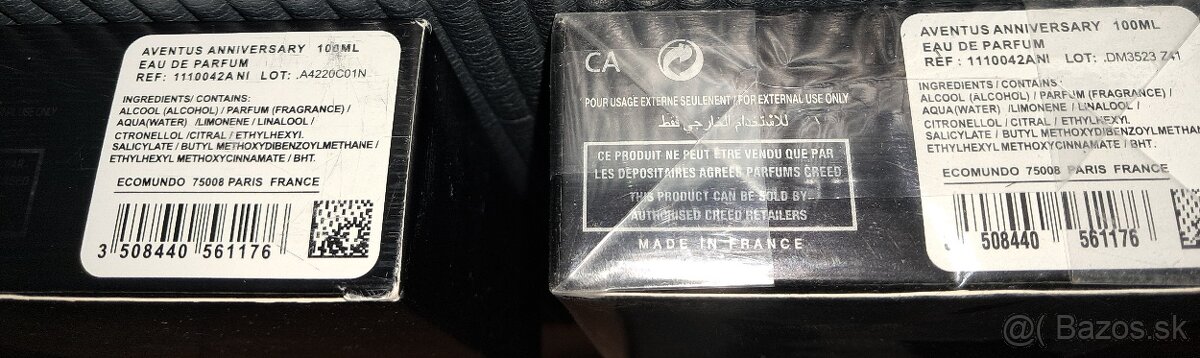 AVENTUS ANNIVERSARY 100ML
EAU DE PARFUM
REF: 1110042ANI LOT: .A4220C01N
INGREDIENTS/ CONTAINS:
ALCOOL (ALCOHOL) / PARFUM (FRAGRANCE) /
AQUA(WATER) /LIMONENE / LINALOOL /
CITRONELLOL /CITRAL / ETHYLHEXYL
SALICYLATE / BUTYL METHOXYDIBENZOYLMETHANE /
ETHYLHEXYL METHOXYCINNAMATE / BHT.
ECOMUNDO 75008 PARIS FRANCE
3 508440 561176
CA
POUR USAGE EXTERNE SEULENENT / FOR EXTERNAL USE ONLY
للاستخدام الخارجي فقط
CE PRODUIT NE PEUT ÊTRE VENDU QUE PAR
LES DÉPOSITAIRES AGRÉÉS PARFUMS CREED
THIS PRODUCT CAN BE SOLD BY
AUTHORISED CREED RETAILERS
MADE IN FRANCE
AVENTUS ANNIVERSARY 100ML
EAU DE PARFUM
REF: 1110042ANI LOT: .DM3523 Z41
INGREDIENTS/ CONTAINS:
ALCOOL (ALCOHOL) / PARFUM (FRAGRANCE) /
AQUA(WATER) /LIMONENE / LINALOOL /
CITRONELLOL /CITRAL / ETHYLHEXYL
SALICYLATE / BUTYL METHOXYDIBENZOYLMETHANE
ETHYLHEXYL METHOXYCINNAMATE / BHT.
ECOMUNDO 75008 PARIS FRANCE
3 508440 561176
@( Bazos.sk